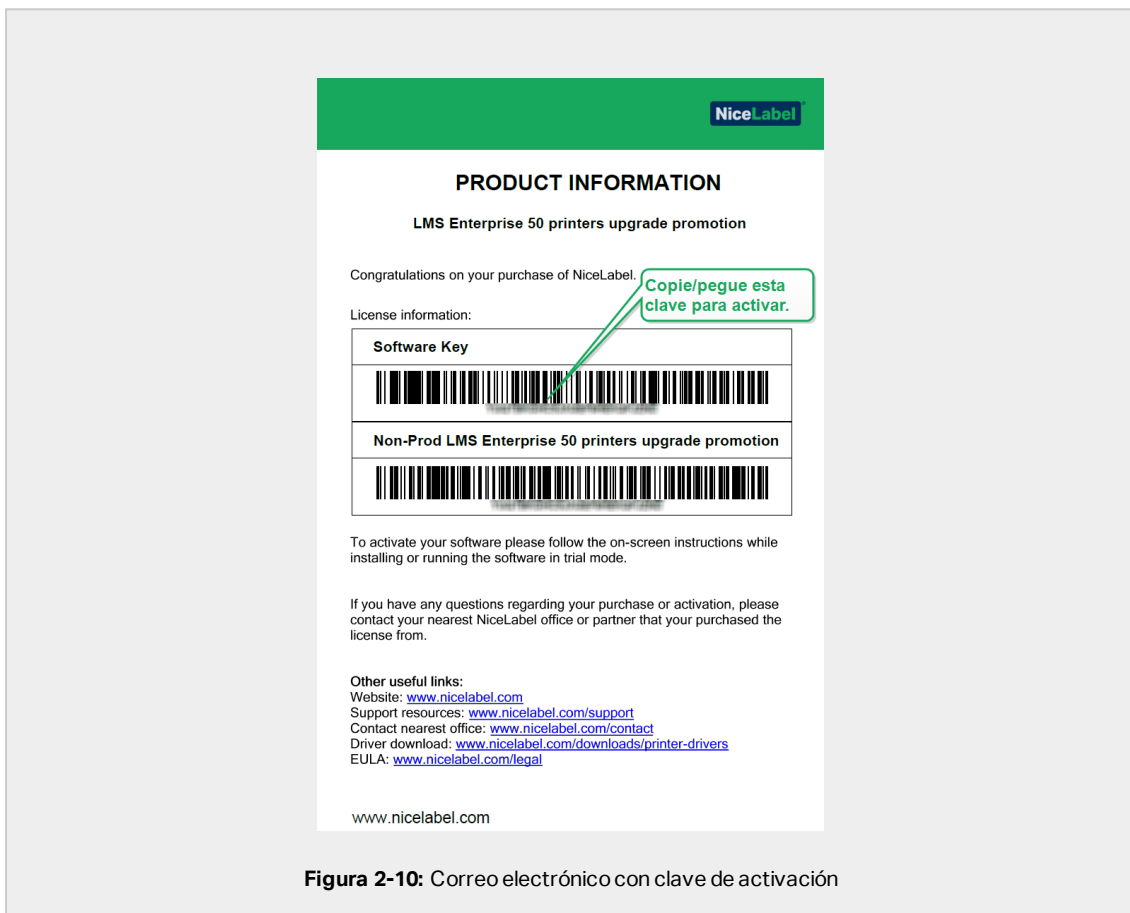 NiceLabel
PRODUCT INFORMATION
LMS Enterprise 50 printers upgrade promotion
Congratulations on your purchase of NiceLabel.
Copie/pegue esta
clave para activar.
License information:
Software Key
Non-Prod LMS Enterprise 50 printers upgrade promotion
To activate your software please follow the on-screen instructions while
installing or running the software in trial mode.
If you have any questions regarding your purchase or activation, please
contact your nearest NiceLabel office or partner that your purchased the
license from.
Other useful links:
Website: www.nicelabel.com
Support resources: www.nicelabel.com/support
Contact nearest office: www.nicelabel.com/contact
Driver download: www.nicelabel.com/downloads/printer-drivers
EULA: www.nicelabel.com/legal
www.nicelabel.com
Figura 2-10: Correo electrónico con clave de activación